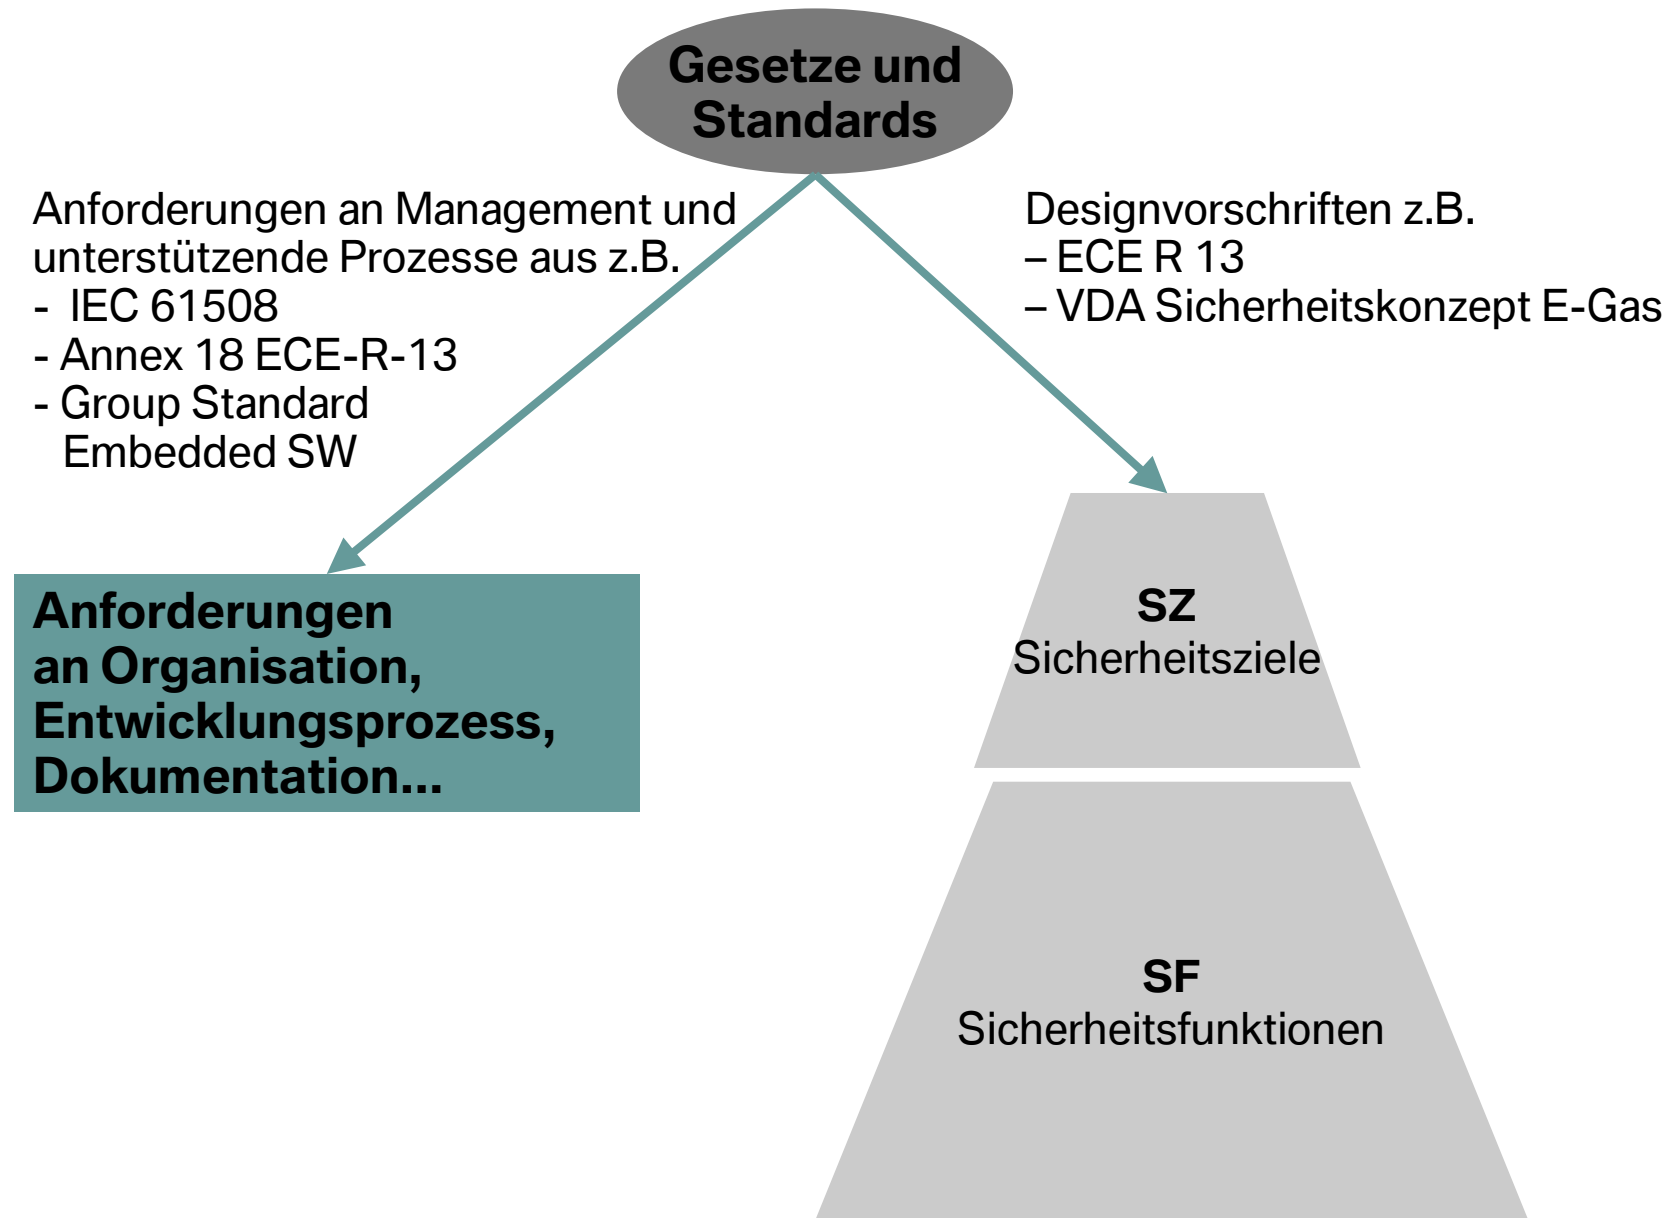 Gesetze und
Standards
Anforderungen an Management und
unterstützende Prozesse aus z.B.
- IEC 61508
- Annex 18 ECE-R-13
- Group Standard
Embedded SW
Designvorschriften z.B.
– ECE R 13
– VDA Sicherheitskonzept E-Gas
Anforderungen
an Organisation,
Entwicklungsprozess,
Dokumentation...
SZ
Sicherheitsziele
SF
Sicherheitsfunktionen